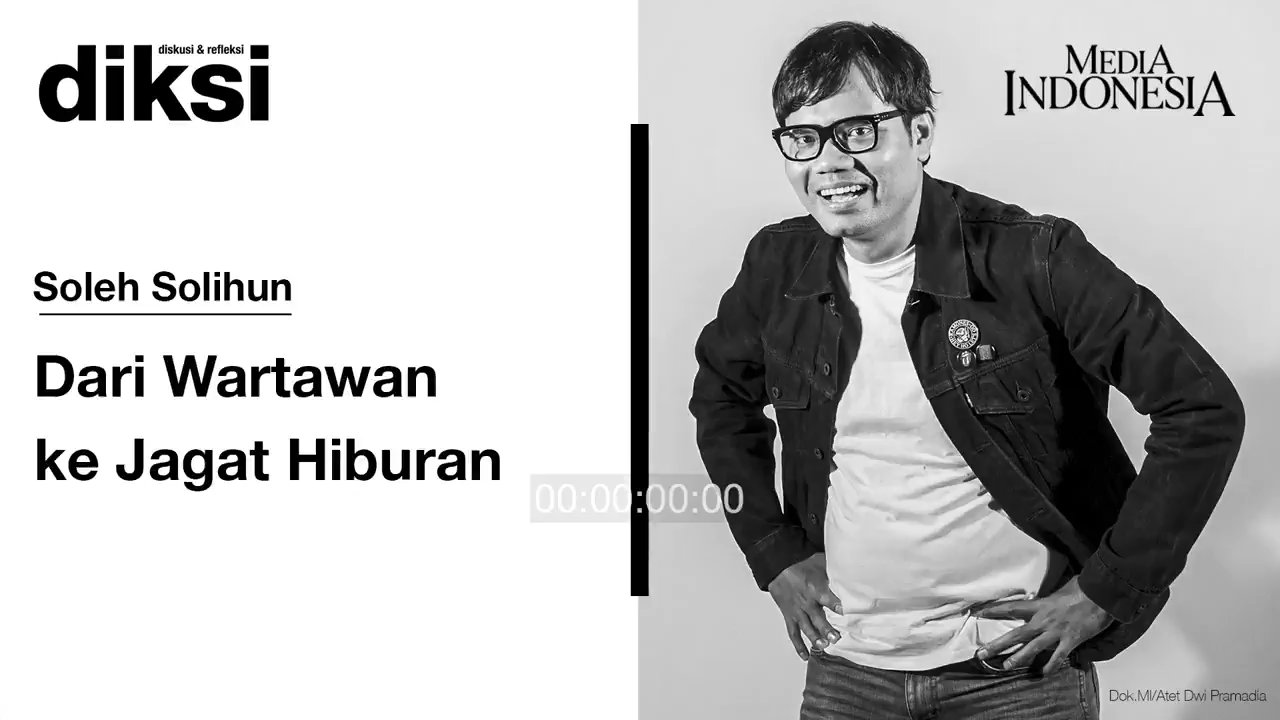 diskusi & refleksi
diksi
MEDIA
INDONESIA
Soleh Solihun
Dari Wartawan
ke Jagat Hiburan
00:00:00:00
Dok.MI/Atet Dwi Pramadia